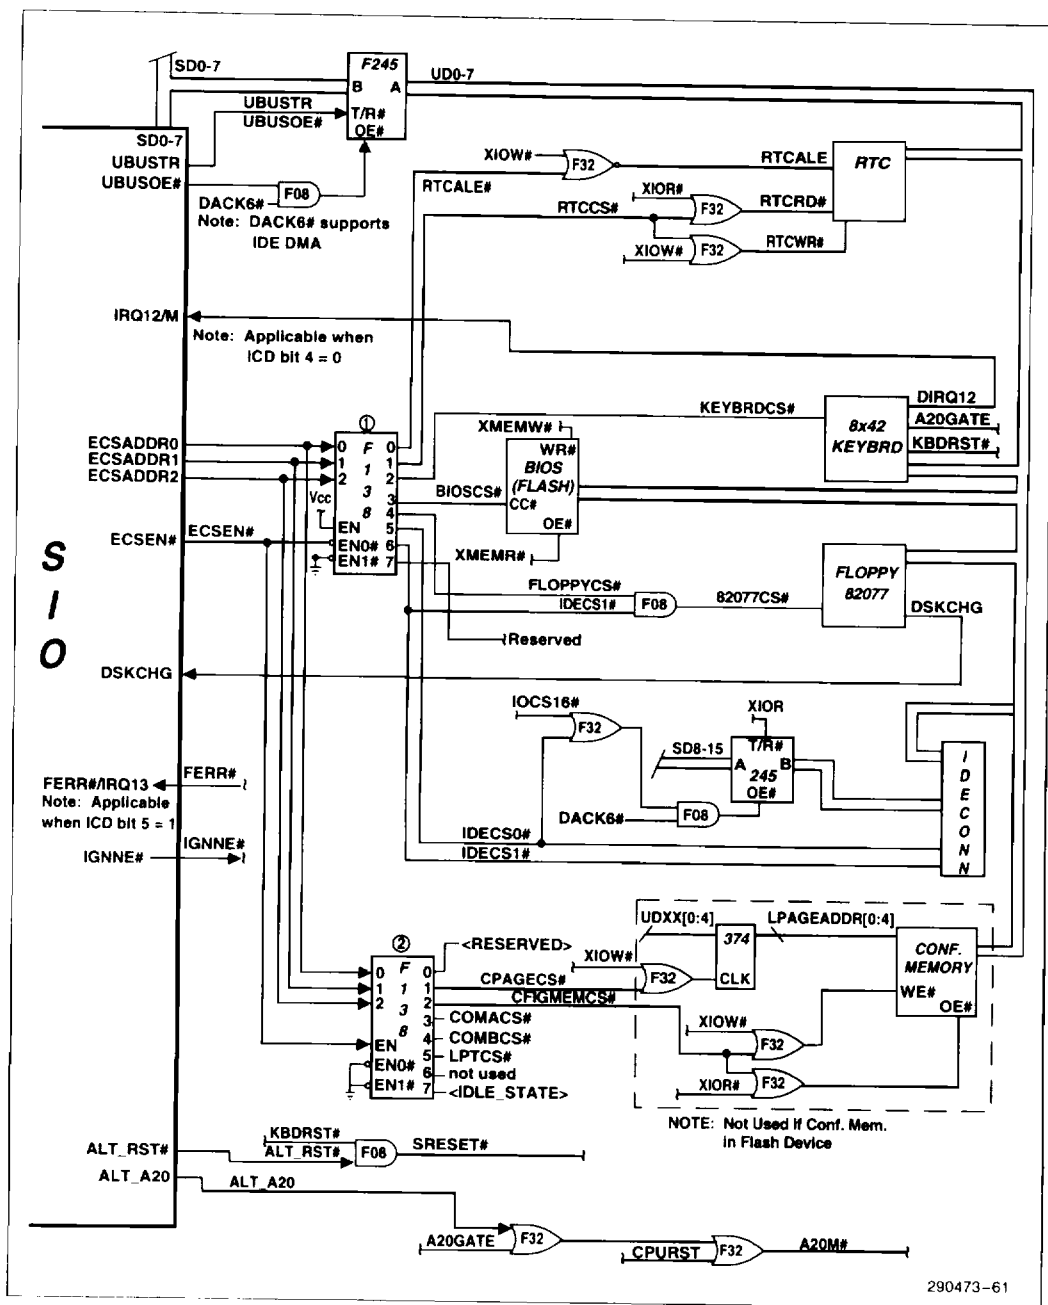 SD0-7
F245
UD0-7
B A
UBUSTR
T/R#
UBUSOE#
OE#
SD0-7
UBUSTR
UBUSOE#
F08
DACK6#
Note: DACK6# supports
IDE DMA
XIOW#
F32
RTCALE
RTC
RTCALE#
XIOR#
RTCCS#
F32
RTCRD#
XIOW#
F32
RTCWR#
IRQ12/M
Note: Applicable when
ICD bit 4 = 0
KEYBRDCS#
8x42
KEYBRD
DIRQ12
A20GATE
KBDRST#
①
ECSADDR0
ECSADDR1
ECSADDR2
0 F 0
1 1 1
2 3 2
8 3
4
Vcc
EN 5
EN0# 6
EN1# 7
ECSEN#
ECSEN#
XMEMW#
WR#
BIOS
(FLASH)
BIOSCS#
CC#
OE#
XMEMR#
S
I
O
FLOPPYCS#
IDECS1#
F08
82077CS#
FLOPPY
82077
DSKCHG
Reserved
DSKCHG
IOCS16#
F32
XIOR
SD8-15
T/R#
A B
245
OE#
DACK6#
F08
I
D
E
C
O
N
N
FERR#/IRQ13
FERR#
Note: Applicable
when ICD bit 5 = 1
IDECS0#
IDECS1#
IGNNE#
IGNNE#
UDXX[0:4]
LPAGEADDR[0:4]
374
CLK
CONF.
MEMORY
WE#
OE#
②
<RESERVED>
0 F 0
1 1 1
2 3 2
8 3
EN 4
EN0# 5
6
EN1# 7
CPAGECS#
CFIGMEMCS#
COMACS#
COMBCS#
LPTCS#
not used
<IDLE_STATE>
XIOW#
F32
XIOW#
F32
XIOR#
F32
NOTE: Not Used if Conf. Mem.
in Flash Device
ALT_RST#
KBDRST#
ALT_RST#
F08
SRESET#
ALT_A20
ALT_A20
A20GATE
F32
CPURST
F32
A20M#
290473-61